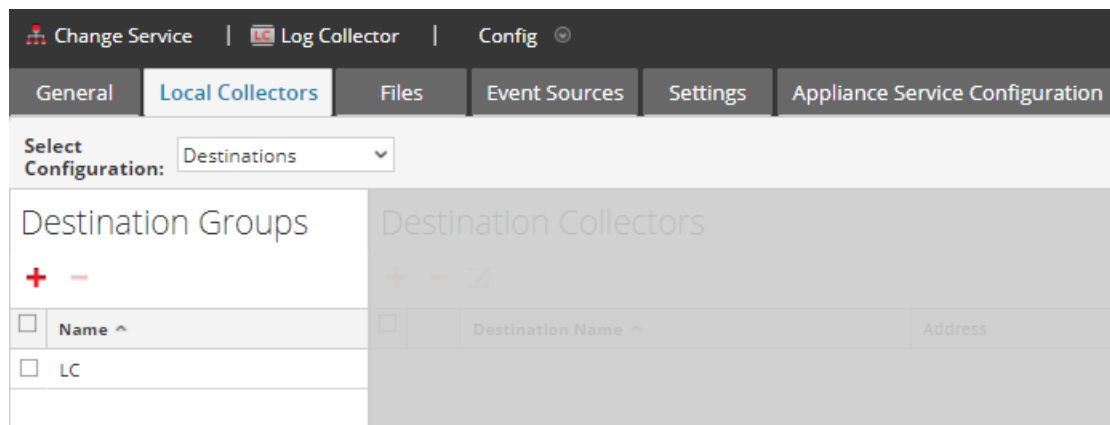 Change Service | LC Log Collector | Config
General Local Collectors Files Event Sources Settings Appliance Service Configuration
Select Configuration: Destinations
Destination Groups Destination Collectors
Name Destination Name Address
LC